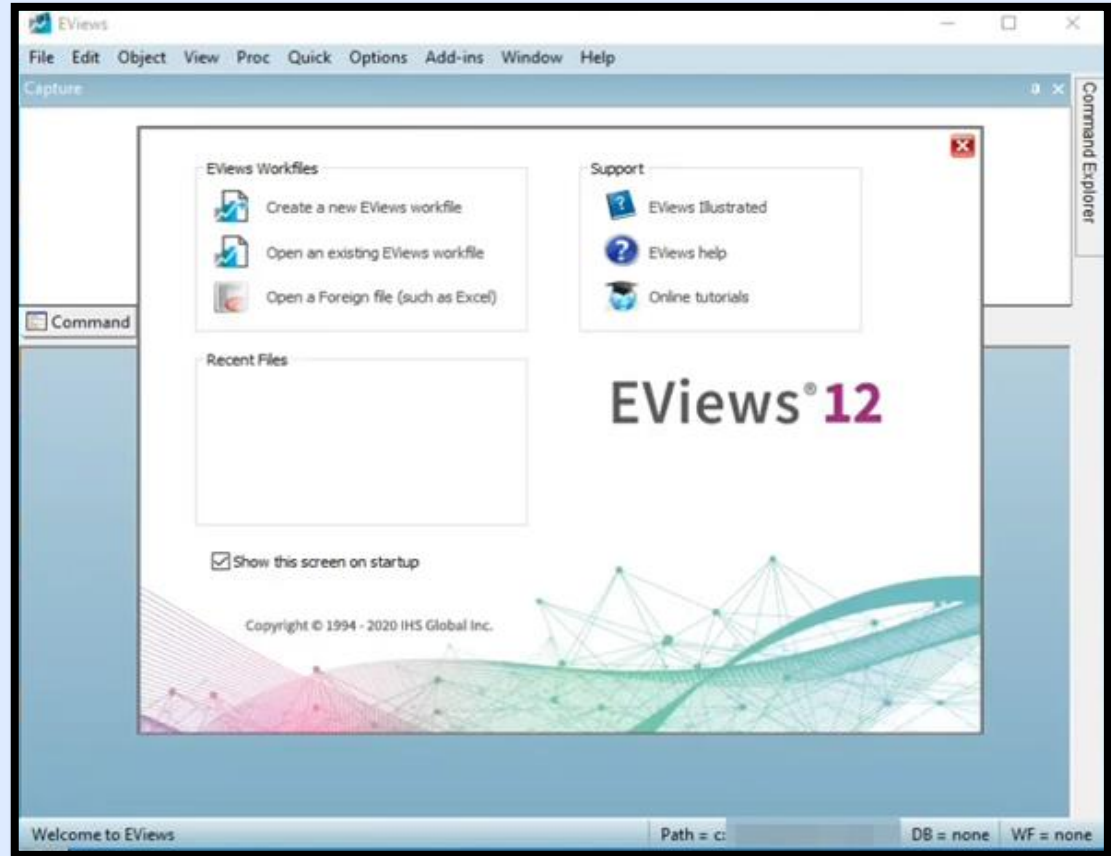 EViews
File Edit Object View Proc Quick Options Add-ins Window Help
Capture
Command Explorer
EViews Workfiles
Create a new EViews workfile
Open an existing EViews workfile
Open a Foreign file (such as Excel)
Support
EViews Illustrated
EViews help
Online tutorials
Command
Recent Files
EViews® 12
Show this screen on startup
Copyright © 1994 - 2020 IHS Global Inc.
Welcome to EViews
Path = c:
DB = none
WF = none